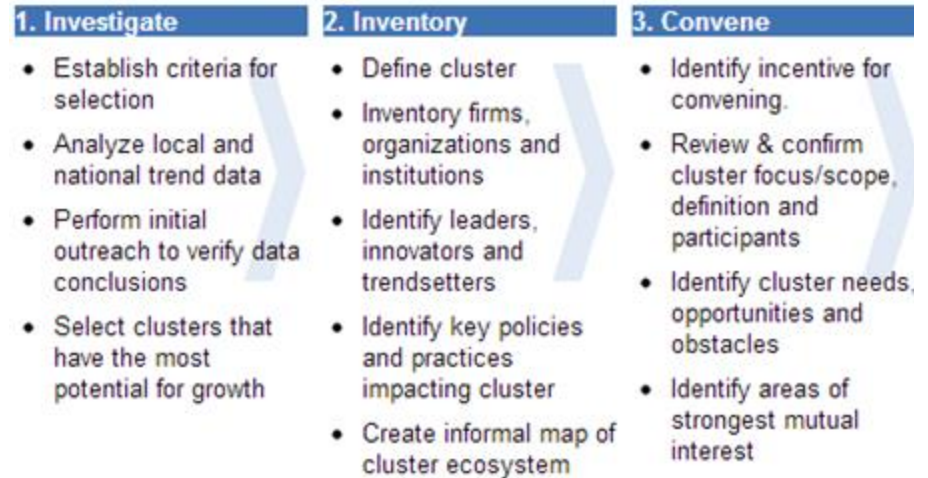 1. Investigate
• Establish criteria for
selection
• Analyze local and
national trend data
• Perform initial
outreach to verify data
conclusions
• Select clusters that
have the most
potential for growth
2. Inventory
• Define cluster
• Inventory firms,
organizations and
institutions
• Identify leaders,
innovators and
trendsetters
• Identify key policies
and practices
impacting cluster
• Create informal map of
cluster ecosystem
3. Convene
• Identify incentive for
convening.
• Review & confirm
cluster focus/scope,
definition and
participants
• Identify cluster needs,
opportunities and
obstacles
• Identify areas of
strongest mutual
interest